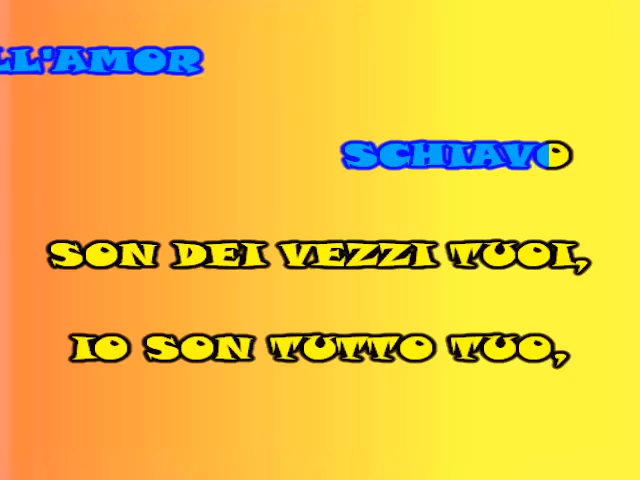 LL'AMOR
SCHIAVO
SON DEI VEZZI TUOI,
IO SON TUTTO TUO,